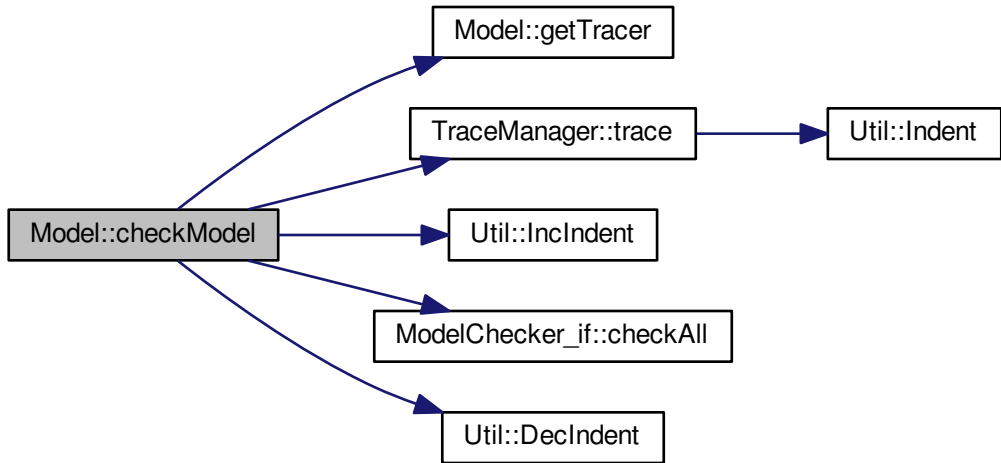 Model::getTracer
TraceManager::trace
Util::Indent
Model::checkModel
Util::IncIndent
ModelChecker_if::checkAll
Util::DecIndent